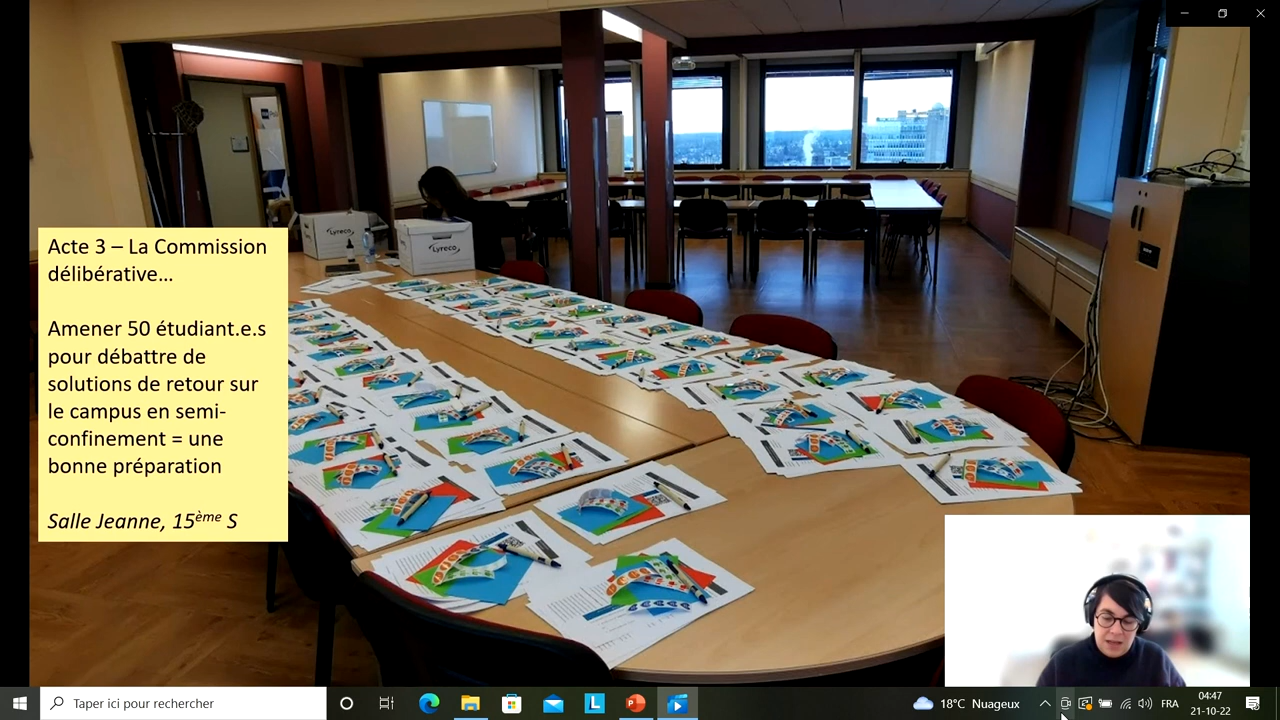 Acte 3 – La Commission
délibérative…
Amener 50 étudiant.e.s
pour débattre de
solutions de retour sur
le campus en semi-
confinement = une
bonne préparation
Salle Jeanne, 15ème S
Lyreco
Lyreco
Taper ici pour rechercher
18°C Nuageux
FRA
04:47
21-10-22